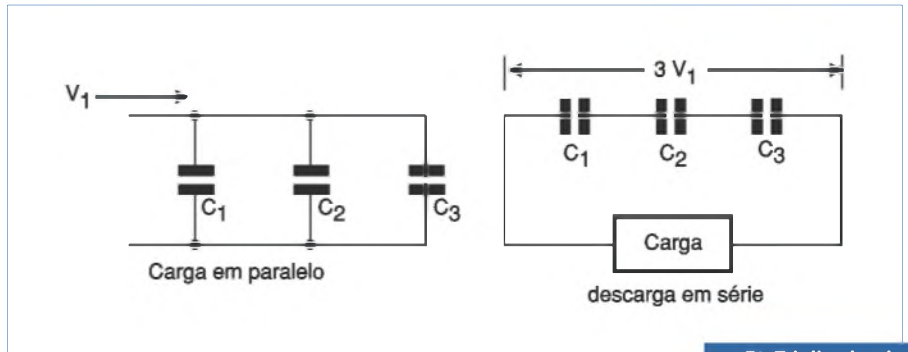 V1
C1
C2
C3
Carga em paralelo
3 V1
C1
C2
C3
Carga
descarga em série